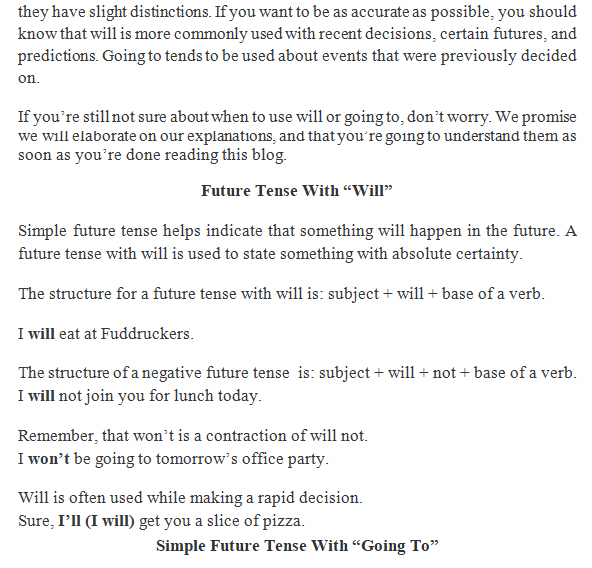 they have slight distinctions. If you want to be as accurate as possible, you should
know that will is more commonly used with recent decisions, certain futures, and
predictions. Going to tends to be used about events that were previously decided
on.
If you’re still not sure about when to use will or going to, don’t worry. We promise
we will elaborate on our explanations, and that you’re going to understand them as
soon as you’re done reading this blog.
Future Tense With “Will”
Simple future tense helps indicate that something will happen in the future. A
future tense with will is used to state something with absolute certainty.
The structure for a future tense with will is: subject + will + base of a verb.
I will eat at Fuddruckers.
The structure of a negative future tense  is: subject + will + not + base of a verb.
I will not join you for lunch today.
Remember, that won’t is a contraction of will not.
I won’t be going to tomorrow’s office party.
Will is often used while making a rapid decision.
Sure, I’ll (I will) get you a slice of pizza.
Simple Future Tense With “Going To”